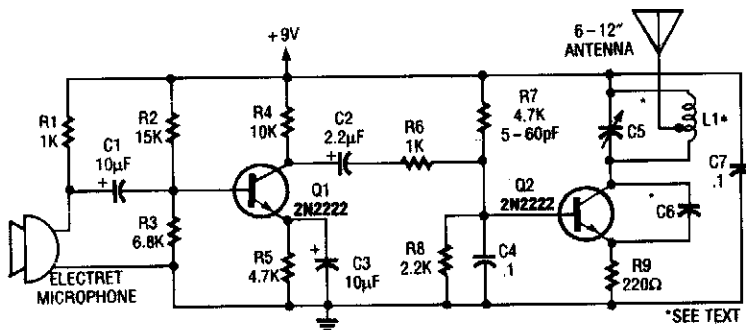 6-12"
ANTENNA
+9V
R1
1K
R2
15K
C1
10µF
R3
6.8K
R4
10K
C2
2.2µF
R6
1K
R7
4.7K
5-60pF
C5
*
L1*
C7
.1
Q1
2N2222
Q2
2N2222
*
C6
R5
4.7K
C3
10µF
R8
2.2K
C4
.1
R9
220Ω
ELECTRET
MICROPHONE
*SEE TEXT